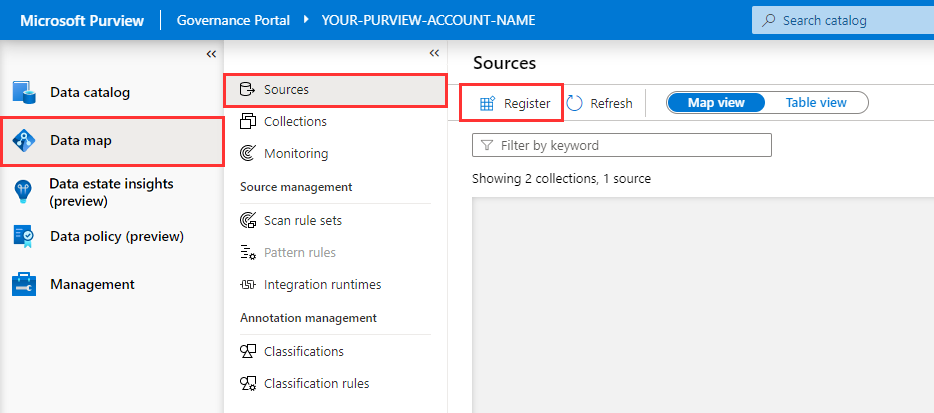 Microsoft Purview
Governance Portal
YOUR-PURVIEW-ACCOUNT-NAME
Search catalog
Data catalog
Data map
Data estate insights
(preview)
Data policy (preview)
Management
Sources
Collections
Monitoring
Source management
Scan rule sets
Pattern rules
Integration runtimes
Annotation management
Classifications
Classification rules
Sources
Register
Refresh
Map view
Table view
Filter by keyword
Showing 2 collections, 1 source